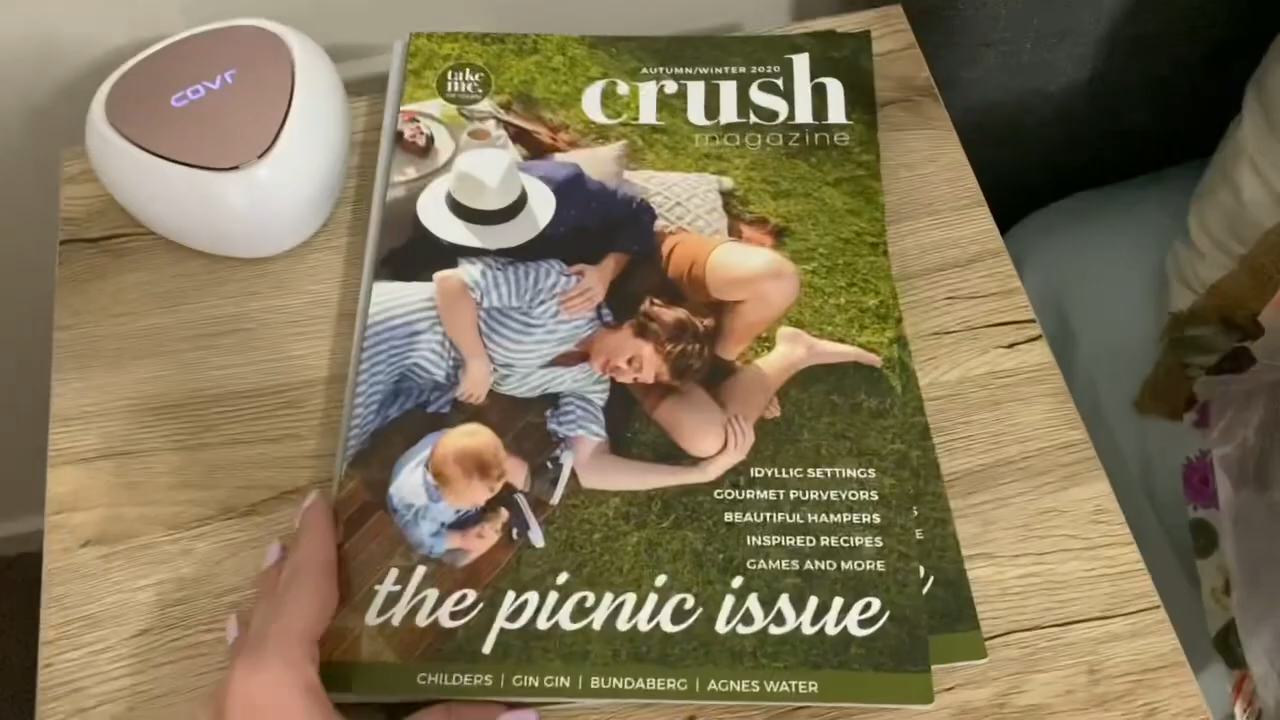 covr
take
me.
AUTUMN/WINTER 2020
crush
magazine
IDYLLIC SETTINGS
GOURMET PURVEYORS
BEAUTIFUL HAMPERS
INSPIRED RECIPES
GAMES AND MORE
the picnic issue
CHILDERS | GIN GIN | BUNDABERG | AGNES WATER